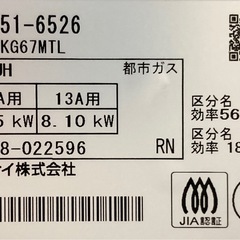 51-6526
KG67MTL
JH
都市ガス
A用 13A用
5 kW 8.10 kW
区分名
効率56
区分名
効率18
8-022596 RN
イ株式会社
JIA認証